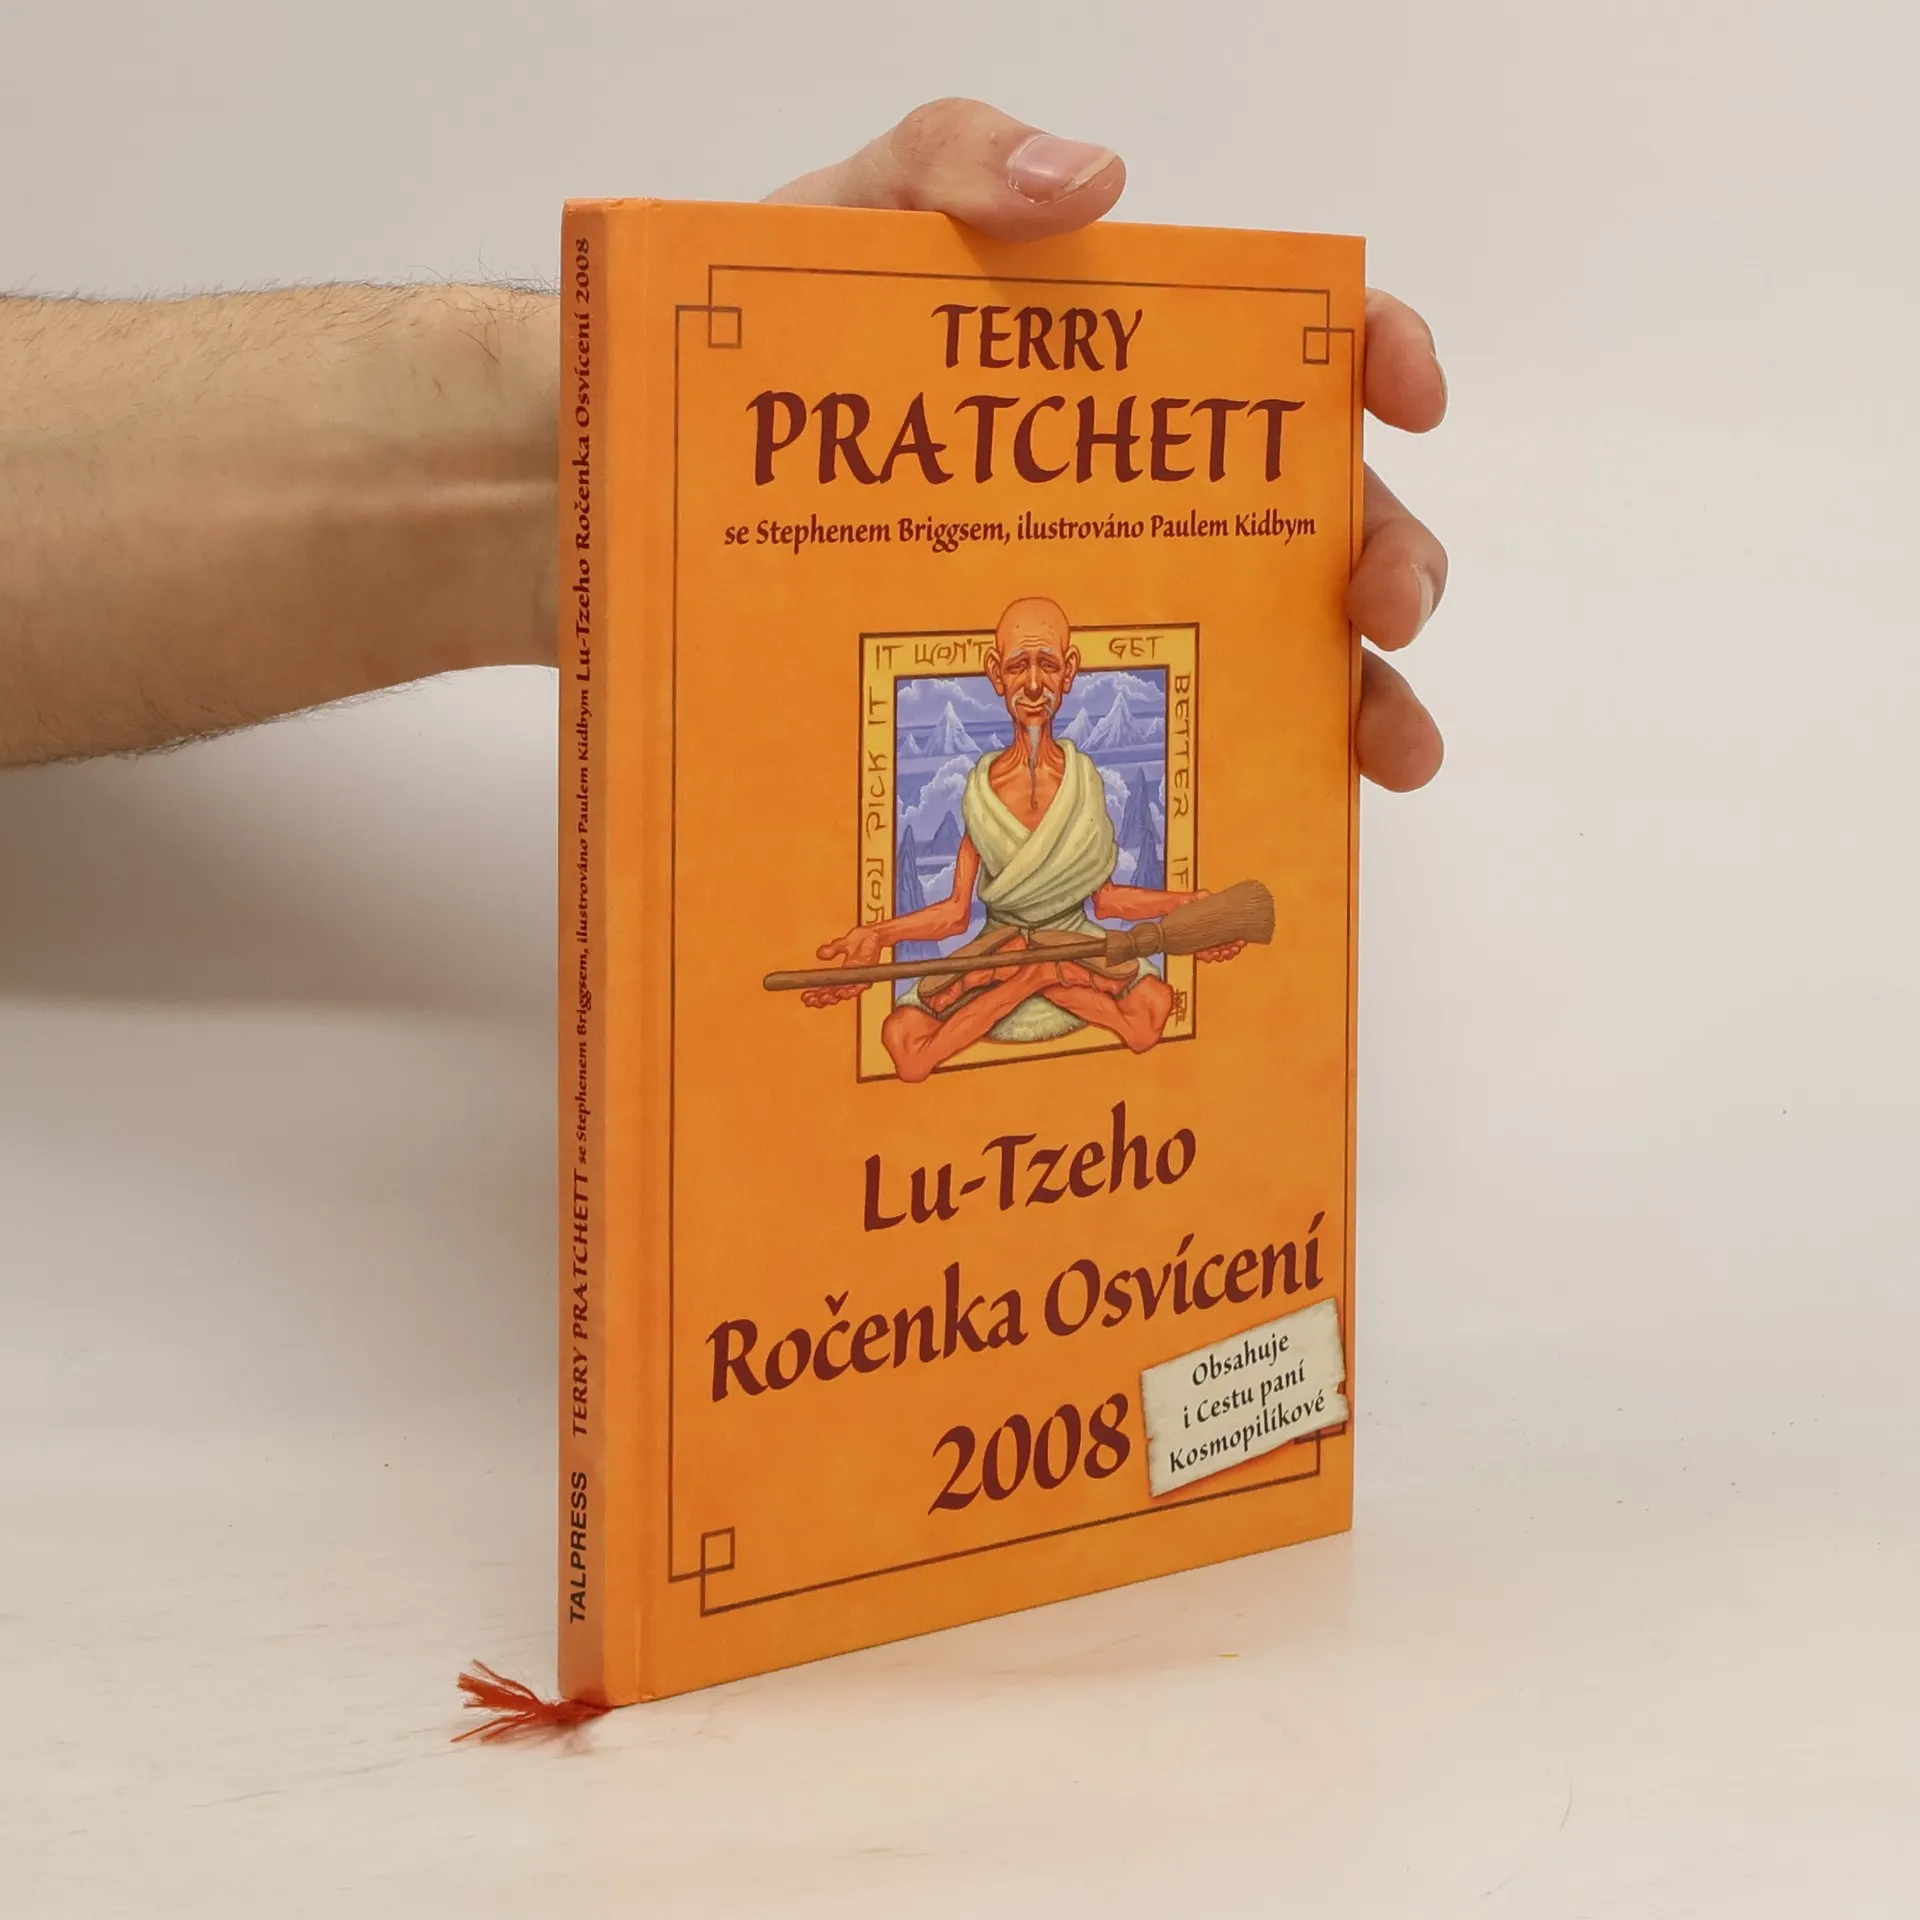 TERRY
PRATCHETT
se Stephenem Briggsem, ilustrováno Paulem Kidbym
IT WON'T GET
BETTER IF
YOU PICK IT
Lu-Tzeho
Ročenka Osvícení
2008
Obsahuje
i Cestu paní
Kosmopilíkové
TALPRESS TERRY PRATCHETT se Stephenem Briggsem, ilustrováno Paulem Kidbym Lu-Tzeho Ročenka Osvícení 2008